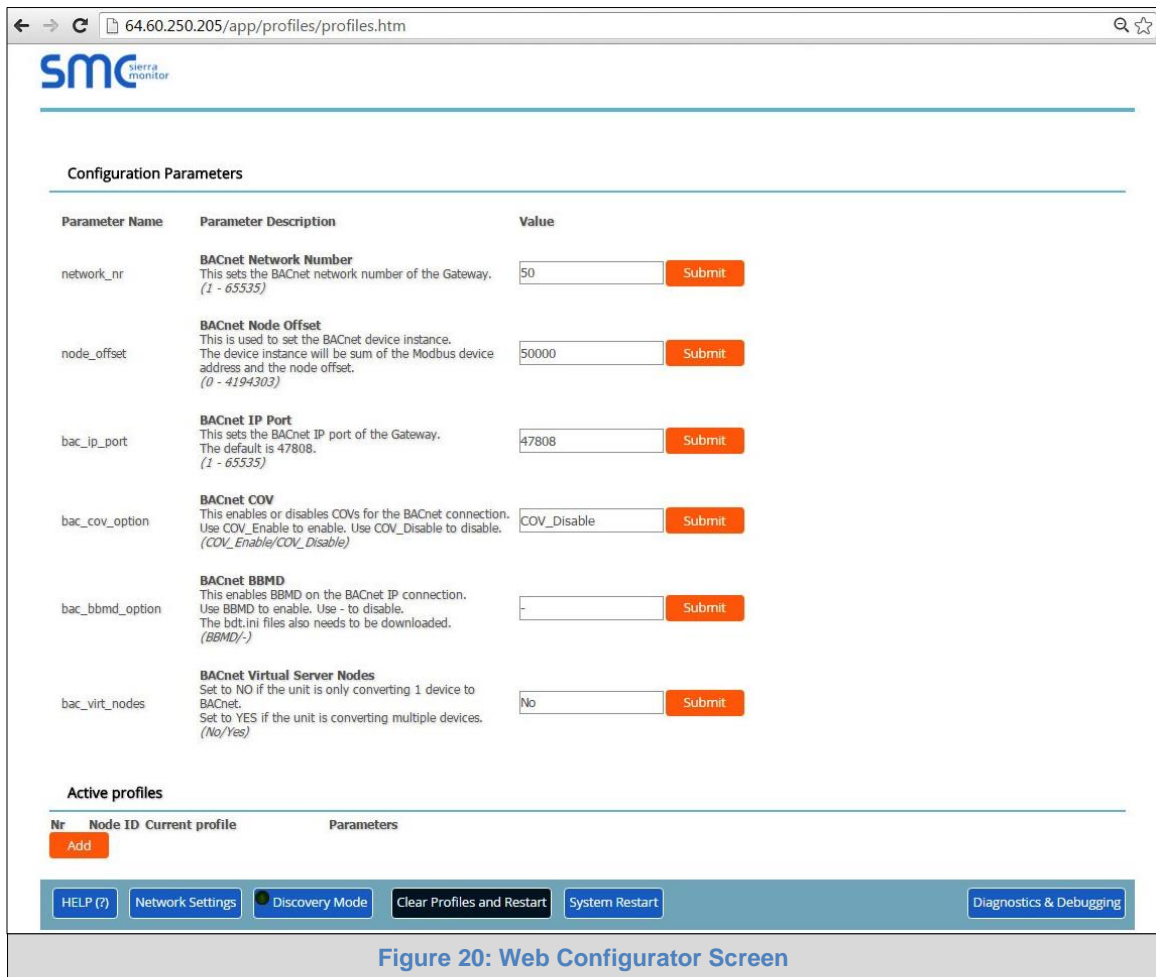 64.60.250.205/app/profiles/profiles.htm
smc sierra monitor
Configuration Parameters
Parameter Name Parameter Description Value
BACnet Network Number
network_nr This sets the BACnet network number of the Gateway. 50 Submit
(1 - 65535)
BACnet Node Offset
This is used to set the BACnet device instance.
node_offset The device instance will be sum of the Modbus device 50000 Submit
address and the node offset.
(0 - 4194303)
BACnet IP Port
This sets the BACnet IP port of the Gateway.
bac_ip_port The default is 47808. 47808 Submit
(1 - 65535)
BACnet COV
This enables or disables COVs for the BACnet connection.
bac_cov_option Use COV_Enable to enable. Use COV_Disable to disable. COV_Disable Submit
(COV_Enable/COV_Disable)
BACnet BBMD
This enables BBMD on the BACnet IP connection.
bac_bbmd_option Use BBMD to enable. Use - to disable. - Submit
The bdt.ini files also needs to be downloaded.
(BBMD/-)
BACnet Virtual Server Nodes
Set to NO if the unit is only converting 1 device to
bac_virt_nodes BACnet. No Submit
Set to YES if the unit is converting multiple devices.
(No/Yes)
Active profiles
Nr Node ID Current profile Parameters
Add
HELP (?) Network Settings Discovery Mode Clear Profiles and Restart System Restart Diagnostics & Debugging
Figure 20: Web Configurator Screen